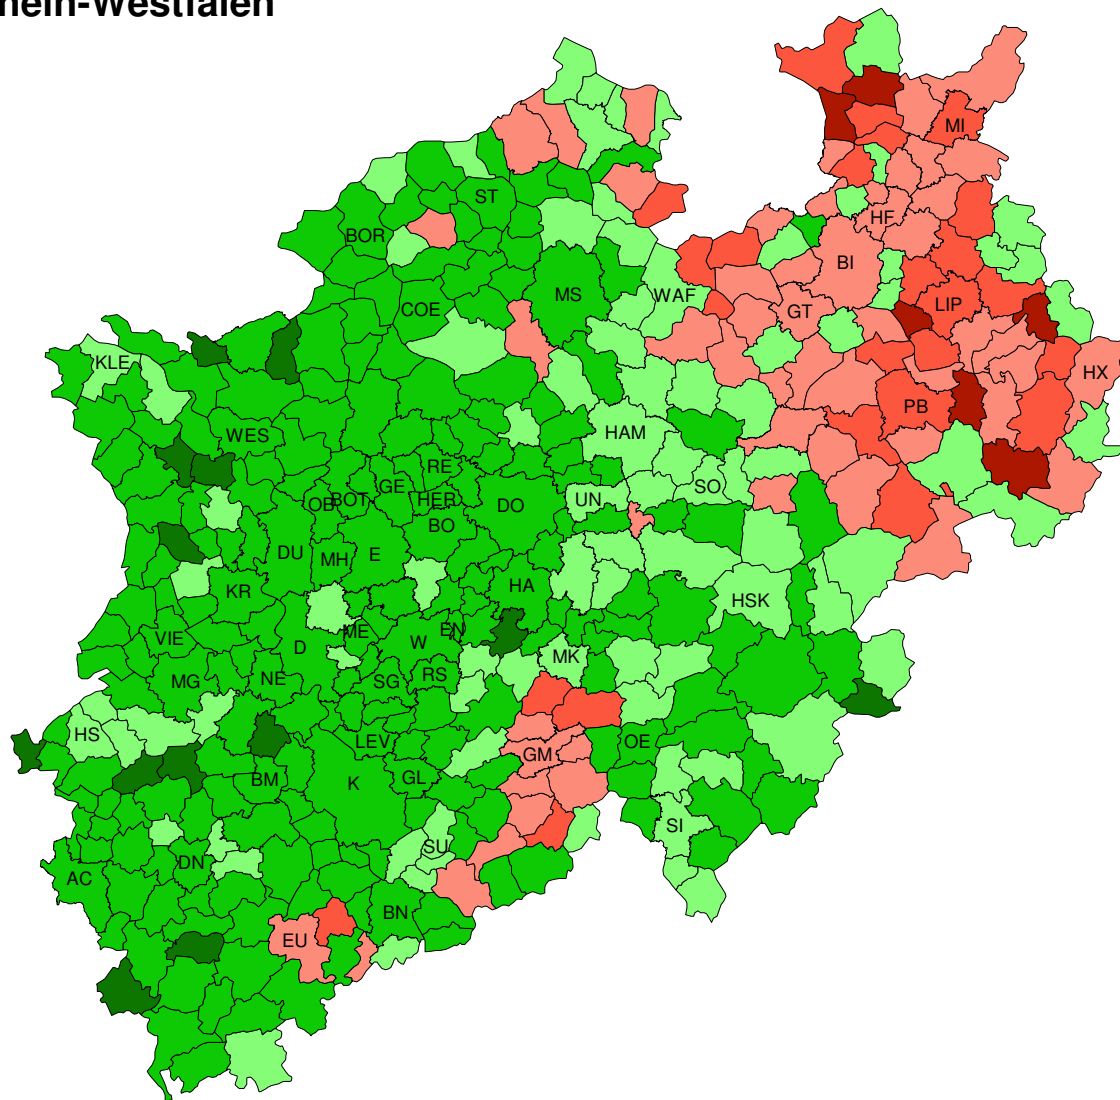 hein-Westfalen
MI
ST
HF
BOR
BI
MS
WAF
COE
GT
LIP
KLE
HX
PB
WES
HAM
RE
GE
SO
BOT
HER
OB
UN
DO
BO
DU
MH
E
HA
KR
HSK
EN
ME
VIE
W
D
MK
RS
NE
MG
SG
HS
LEV
OE
GM
BM
GL
K
SI
SU
DN
AC
BN
EU